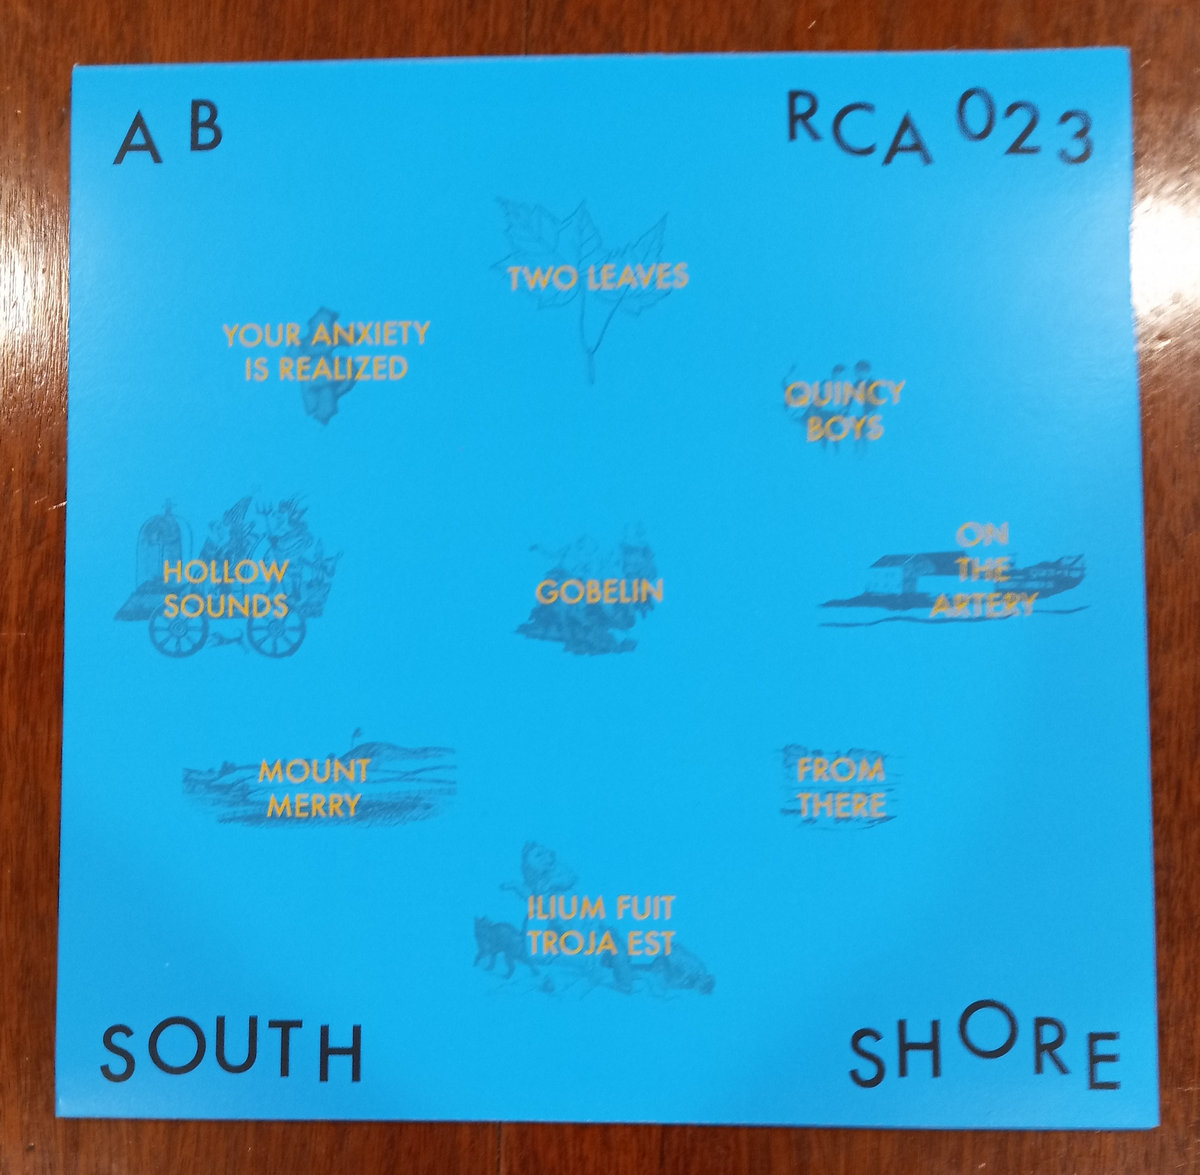 AB
RCA 023
TWO LEAVES
YOUR ANXIETY
IS REALIZED
QUINCY
BOYS
HOLLOW
SOUNDS
GOBELIN
ON
THE
ARTERY
MOUNT
MERRY
FROM
THERE
ILIUM FUIT
TROJA EST
SOUTH
SHORE